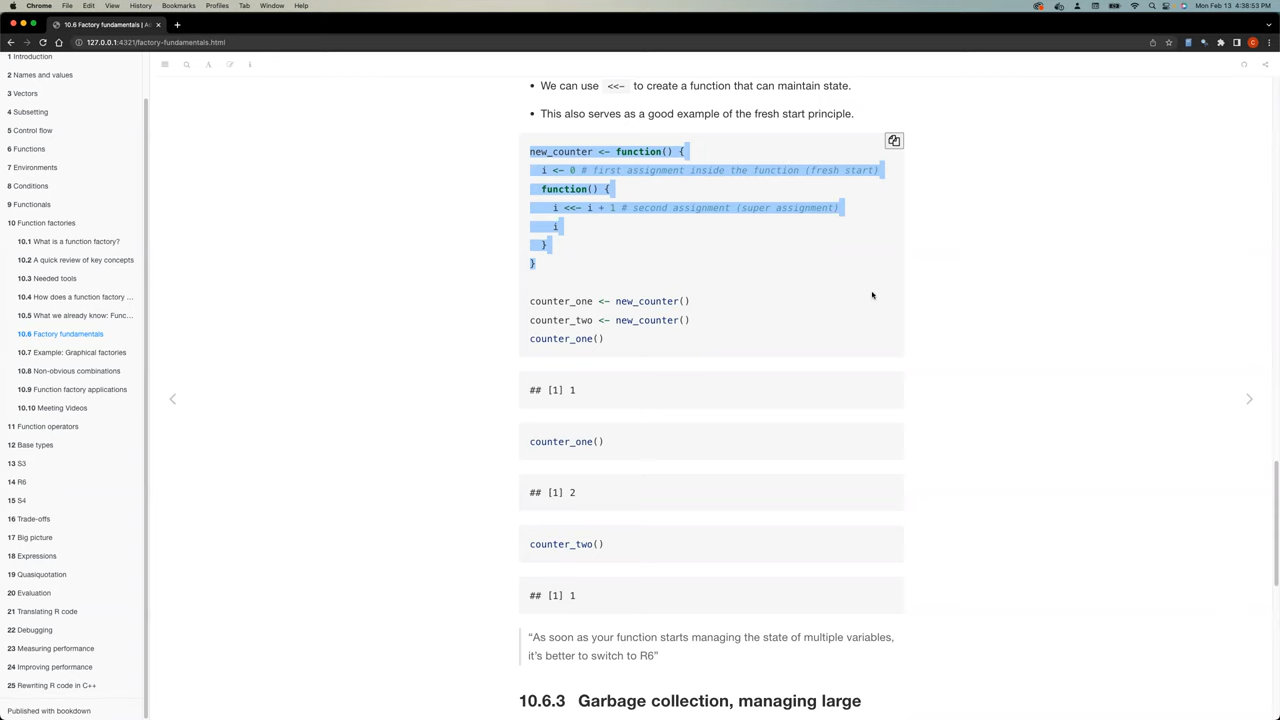 Chrome File Edit View History Bookmarks Profiles Tab Window Help
Mon Feb 13 4:38:53 PM
10.6 Factory fundamentals | A
127.0.0.1:4321/factory-fundamentals.html
C
1 Introduction
2 Names and values
3 Vectors
4 Subsetting
5 Control flow
6 Functions
7 Environments
8 Conditions
9 Functionals
10 Function factories
10.1 What is a function factory?
10.2 A quick review of key concepts
10.3 Needed tools
10.4 How does a function factory ...
10.5 What we already know: Func...
10.6 Factory fundamentals
10.7 Example: Graphical factories
10.8 Non-obvious combinations
10.9 Function factory applications
10.10 Meeting Videos
11 Function operators
12 Base types
13 S3
14 R6
15 S4
16 Trade-offs
17 Big picture
18 Expressions
19 Quasiquotation
20 Evaluation
21 Translating R code
22 Debugging
23 Measuring performance
24 Improving performance
25 Rewriting R code in C++
Published with bookdown
• We can use <<- to create a function that can maintain state.
• This also serves as a good example of the fresh start principle.
new_counter <- function() {
i <- 0 # first assignment inside the function (fresh start)
function() {
i <<- i + 1 # second assignment (super assignment)
i
}
}
counter_one <- new_counter()
counter_two <- new_counter()
counter_one()
## [1] 1
counter_one()
## [1] 2
counter_two()
## [1] 1
“As soon as your function starts managing the state of multiple variables,
it’s better to switch to R6”
10.6.3 Garbage collection, managing large